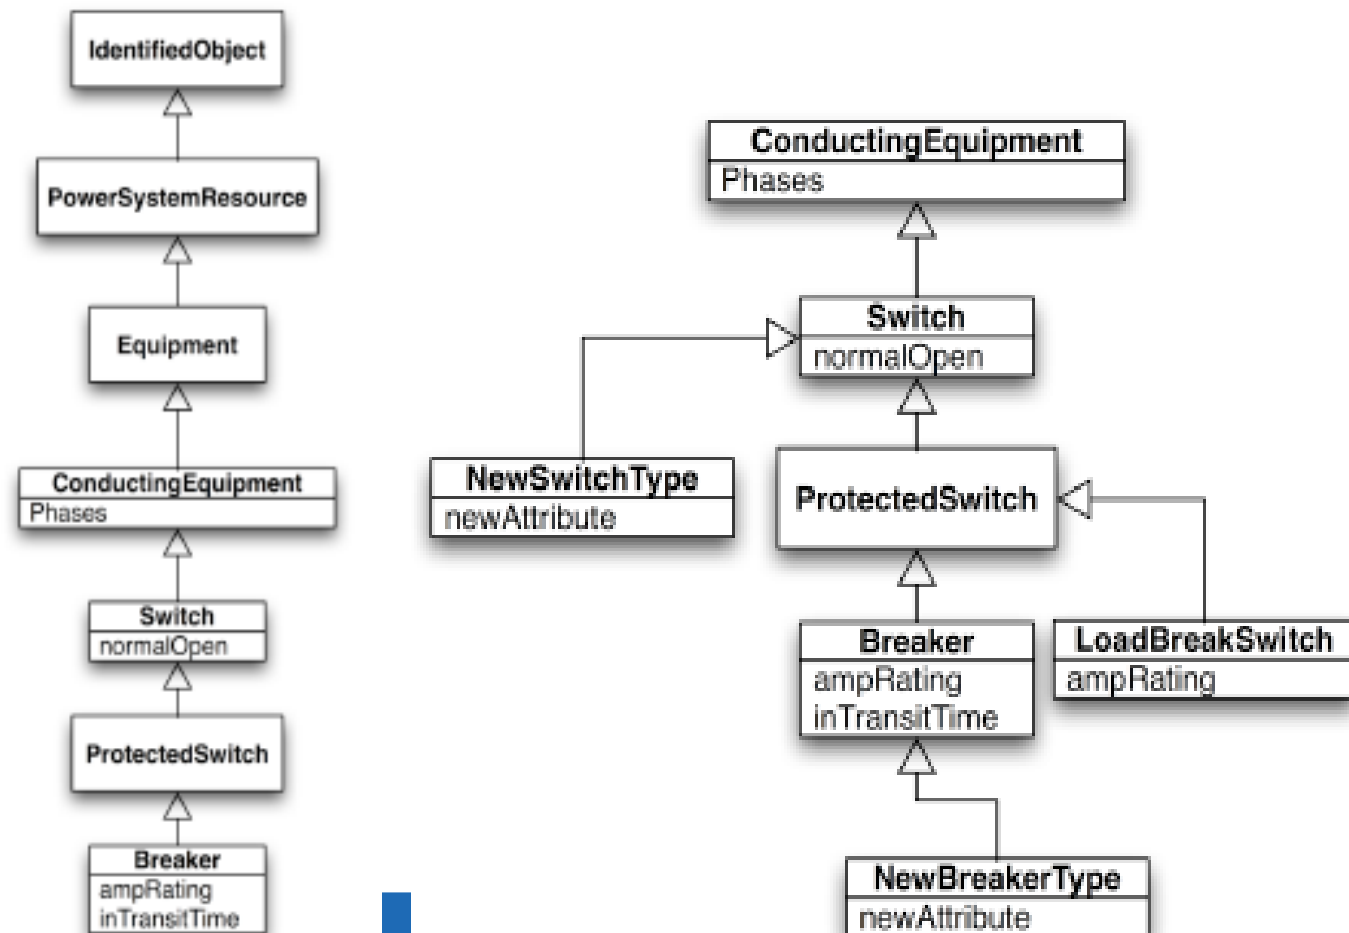 IdentifiedObject
PowerSystemResource
Equipment
ConductingEquipment
Phases
Switch
normalOpen
ProtectedSwitch
Breaker
ampRating
inTransitTime
ConductingEquipment
Phases
Switch
normalOpen
NewSwitchType
newAttribute
ProtectedSwitch
Breaker
ampRating
inTransitTime
LoadBreakSwitch
ampRating
NewBreakerType
newAttribute